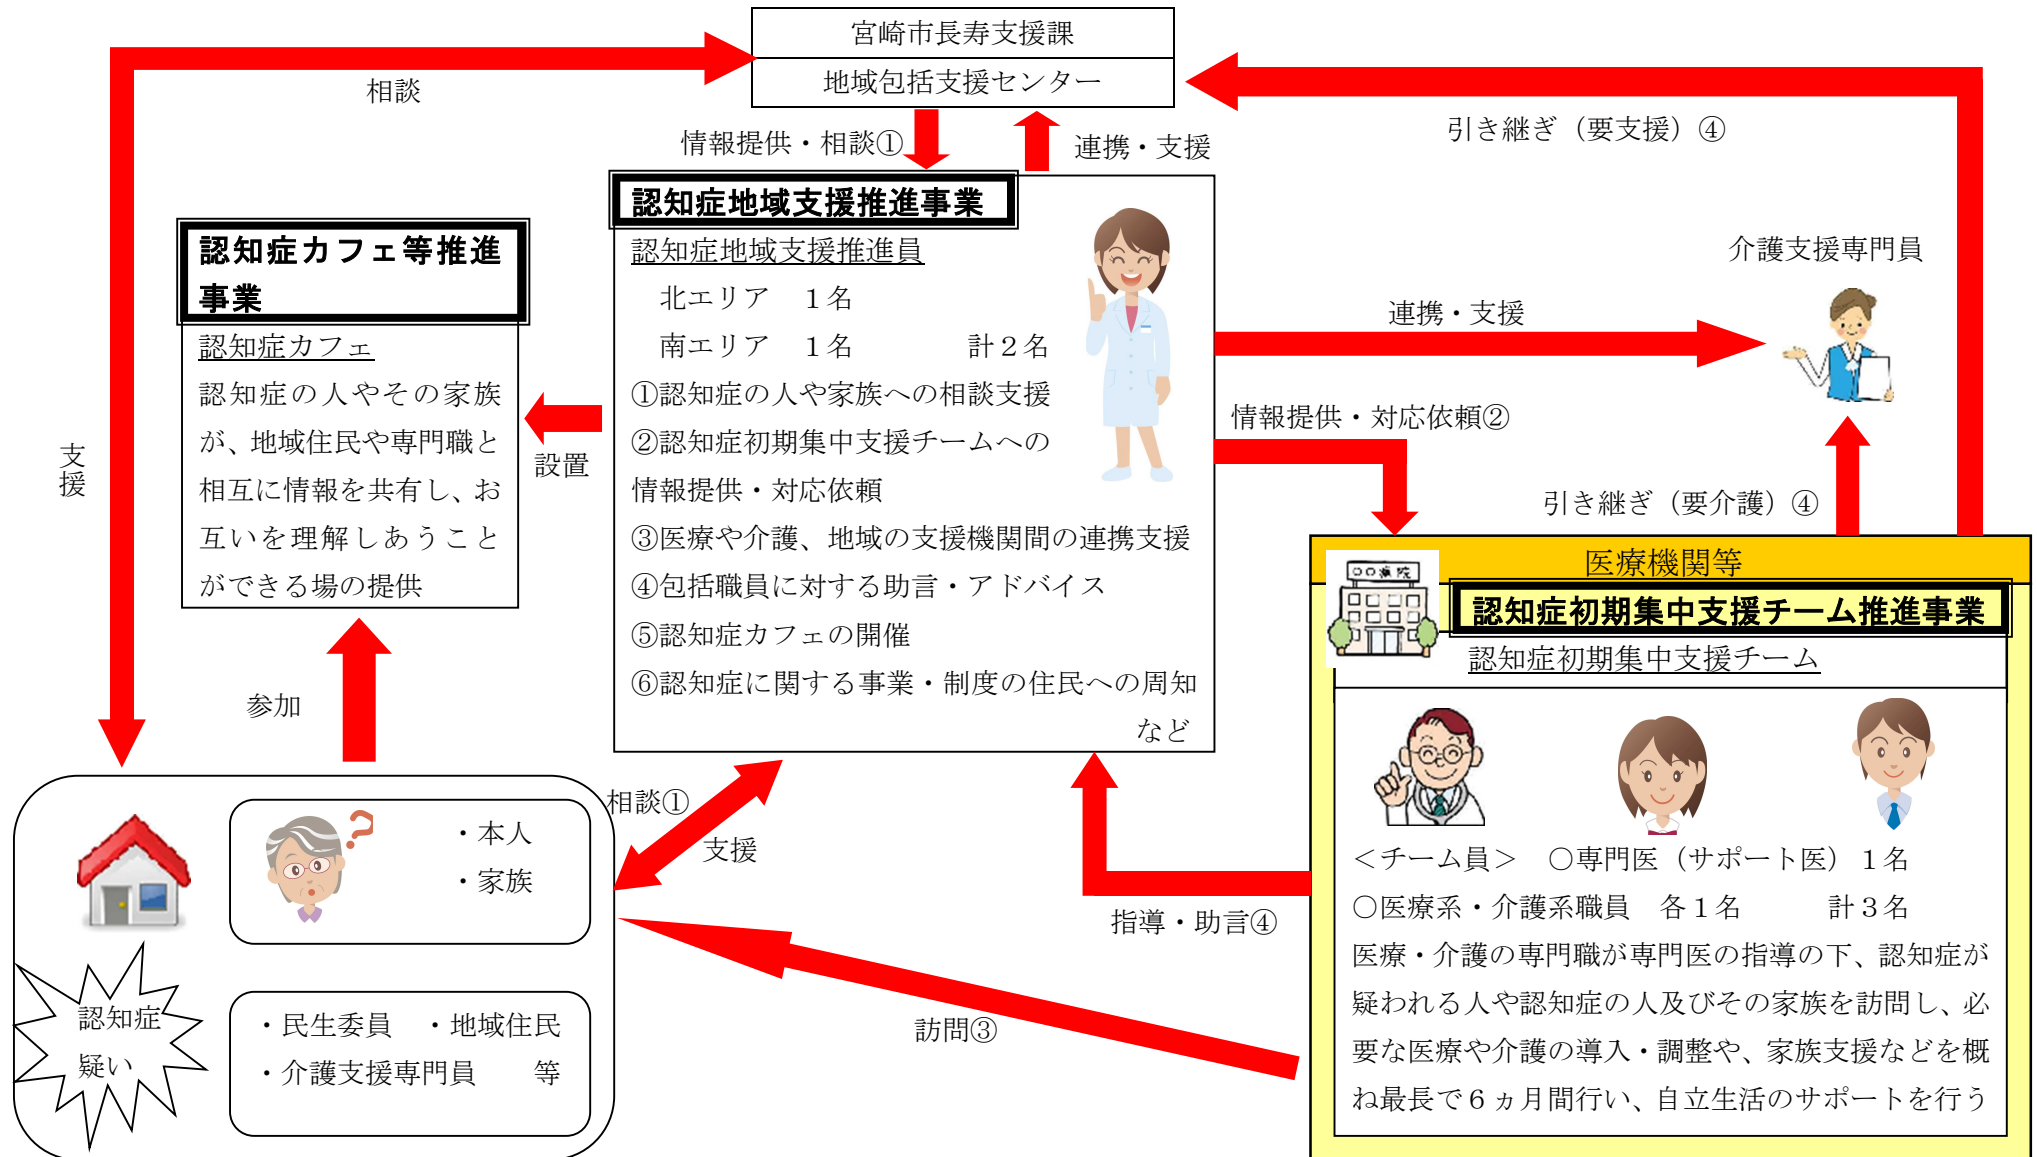 宮崎市長寿支援課
地域包括支援センター
相談
支援
情報提供・相談①
連携・支援
引き継ぎ（要支援）④
認知症カフェ等推進
事業
認知症カフェ
認知症の人やその家族
が、地域住民や専門職と
相互に情報を共有し、お
互いを理解しあうこと
ができる場の提供
設置
参加
認知症地域支援推進事業
認知症地域支援推進員
北エリア　１名
南エリア　１名　　　計２名
①認知症の人や家族への相談支援
②認知症初期集中支援チームへの
情報提供・対応依頼
③医療や介護、地域の支援機関間の連携支援
④包括職員に対する助言・アドバイス
⑤認知症カフェの開催
⑥認知症に関する事業・制度の住民への周知
など
介護支援専門員
連携・支援
情報提供・対応依頼②
引き継ぎ（要介護）④
医療機関等
○○病院
認知症初期集中支援チーム推進事業
認知症初期集中支援チーム
＜チーム員＞　○専門医（サポート医）１名
○医療系・介護系職員　各１名　　　計３名
医療・介護の専門職が専門医の指導の下、認知症が
疑われる人や認知症の人及びその家族を訪問し、必
要な医療や介護の導入・調整や、家族支援などを概
ね最長で６ヵ月間行い、自立生活のサポートを行う
相談①
支援
指導・助言④
訪問③
・本人
・家族
認知症
疑い
・民生委員　・地域住民
・介護支援専門員　　等